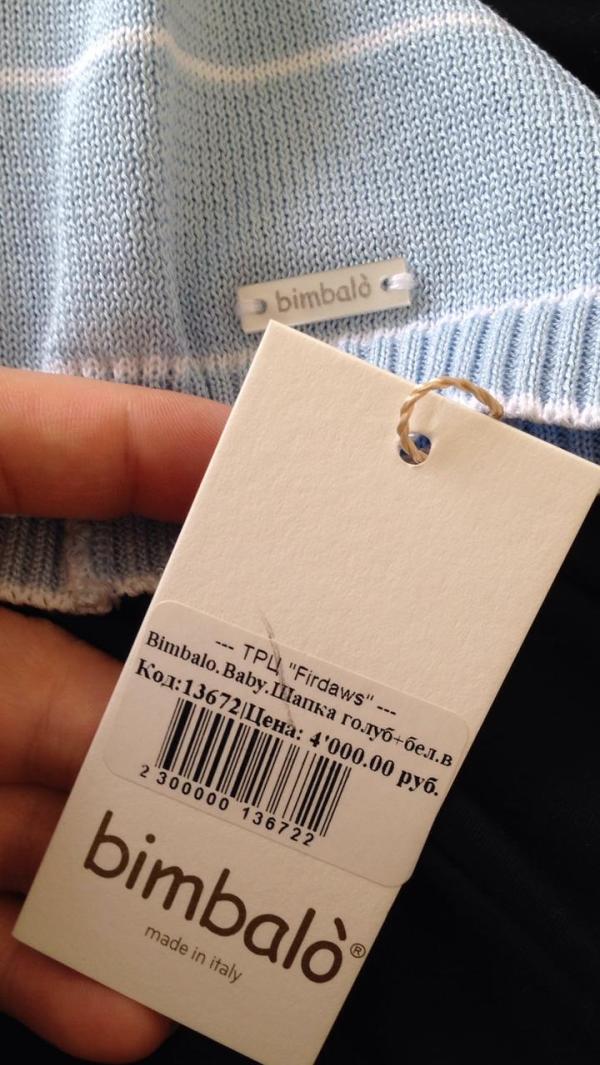 bimbalò
--- ТРЦ "Firdaws" ---
Bimbalo.Baby.Шапка голуб+бел.в
Код:13672|Цена: 4'000.00 руб.
2 300000 136722
bimbalò®
made in italy